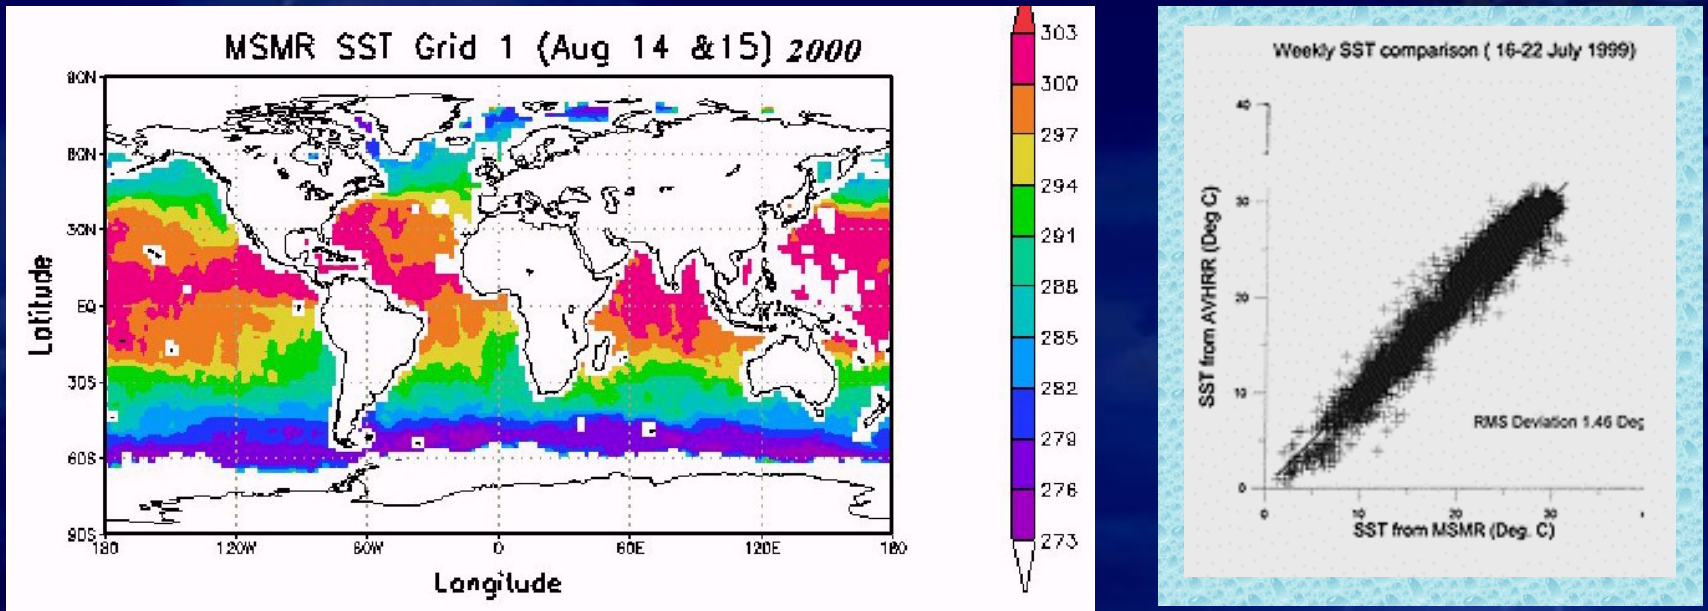 MSMR SST Grid 1 (Aug 14 &15) 2000
90N
60N
30N
EQ
30S
60S
90S
Latitude
180 120W 60W 0 60E 120E 180
Longitude
303
300
297
294
291
288
285
282
279
276
273
Weekly SST comparison ( 16-22 July 1999)
SST from AVHRR (Deg C)
40
30
20
10
0
RMS Deviation 1.46 Deg
0 10 20 30
SST from MSMR (Deg. C)